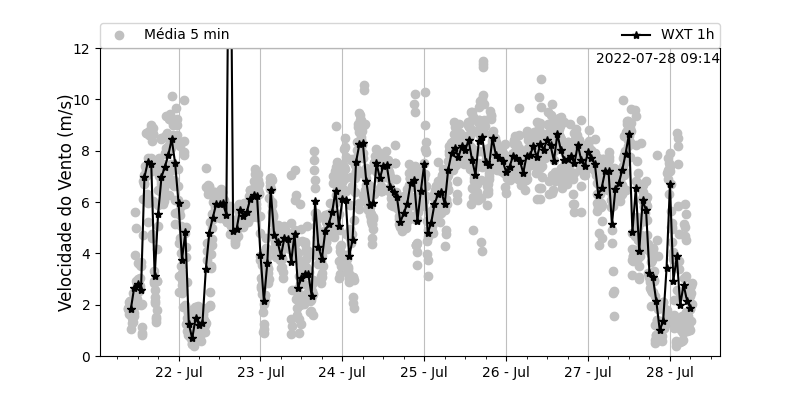 Média 5 min
WXT 1h
2022-07-28 09:14
Velocidade do Vento (m/s)
12
10
8
6
4
2
0
22 - Jul
23 - Jul
24 - Jul
25 - Jul
26 - Jul
27 - Jul
28 - Jul